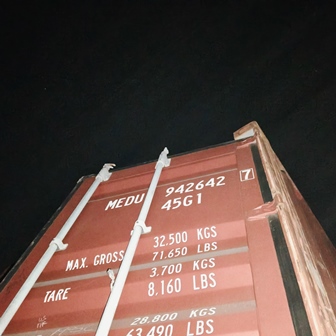 MEDU 942642 7
45G1
32.500 KGS
MAX. GROSS 71.650 LBS
3.700 KGS
TARE 8,160 LBS
28.800 KGS
63.490 LBS